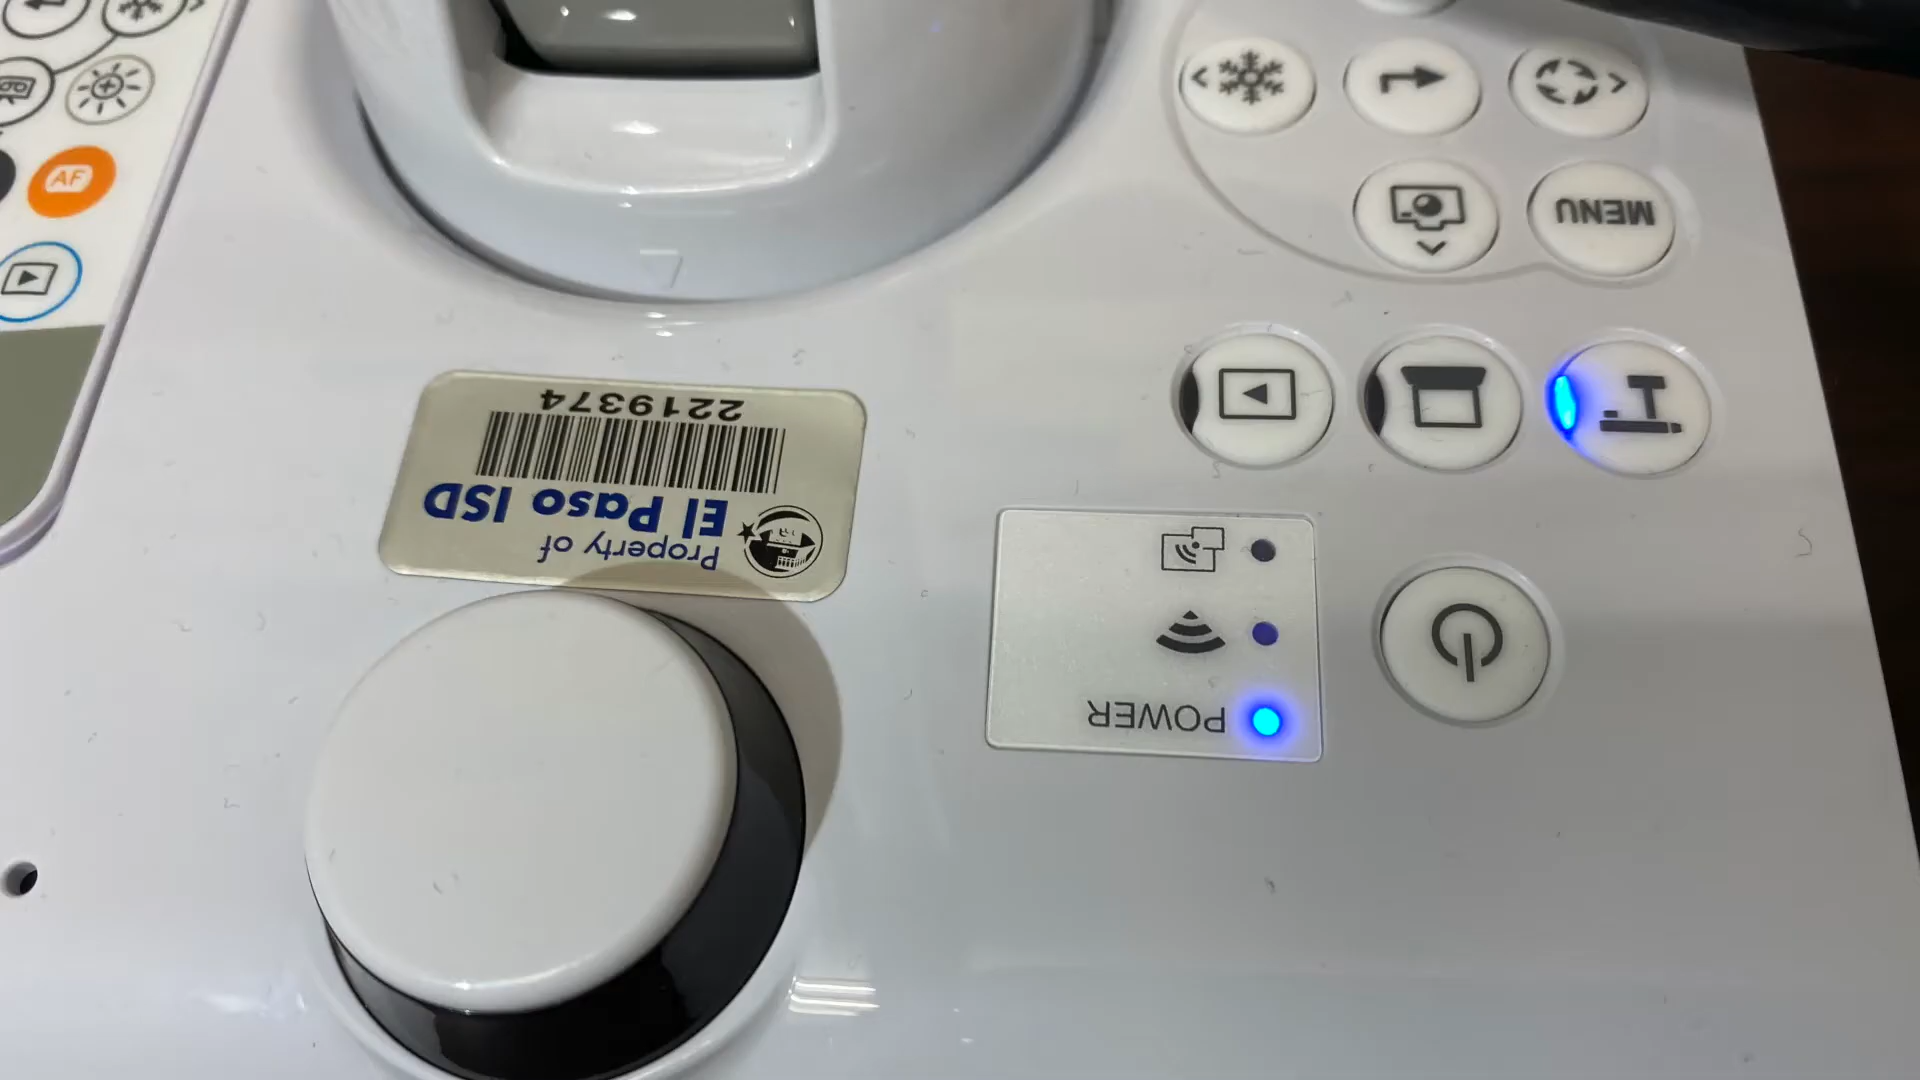 Property of
El Paso ISD
2219374
POWER
MENU
AF